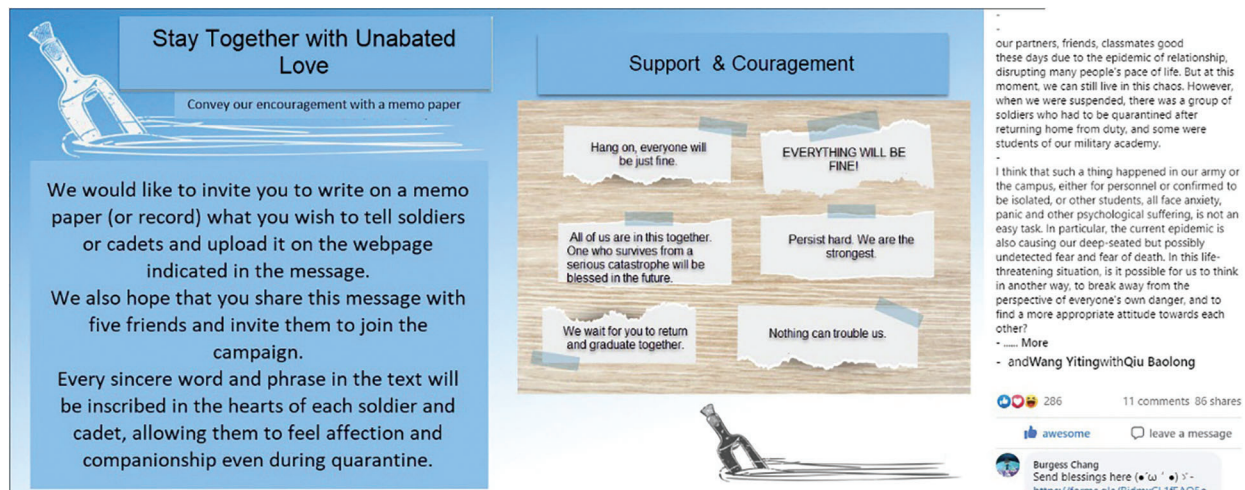 Stay Together with Unabated
Love
Convey our encouragement with a memo paper
We would like to invite you to write on a memo
paper (or record) what you wish to tell soldiers
or cadets and upload it on the webpage
indicated in the message.
We also hope that you share this message with
five friends and invite them to join the
campaign.
Every sincere word and phrase in the text will
be inscribed in the hearts of each soldier and
cadet, allowing them to feel affection and
companionship even during quarantine.
Support & Couragement
Hang on, everyone will
be just fine.
EVERYTHING WILL BE
FINE!
All of us are in this together.
One who survives from a
serious catastrophe will be
blessed in the future.
Persist hard. We are the
strongest.
We wait for you to return
and graduate together.
Nothing can trouble us.
-
-
our partners, friends, classmates good
these days due to the epidemic of relationship,
disrupting many people's pace of life. But at this
moment, we can still live in this chaos. However,
when we were suspended, there was a group of
soldiers who had to be quarantined after
returning home from duty, and some were
students of our military academy.
-
I think that such a thing happened in our army or
the campus, either for personnel or confirmed to
be isolated, or other students, all face anxiety,
panic and other psychological suffering, is not an
easy task. In particular, the current epidemic is
also causing our deep-seated but possibly
undetected fear and fear of death. In this life-
threatening situation, is it possible for us to think
in another way, to break away from the
perspective of everyone's own danger, and to
find a more appropriate attitude towards each
other?
- ...... More
- andWang YitingwithQiu Baolong
286
11 comments 86 shares
awesome
leave a message
Burgess Chang
Send blessings here (●´ω｀●)ゞ-